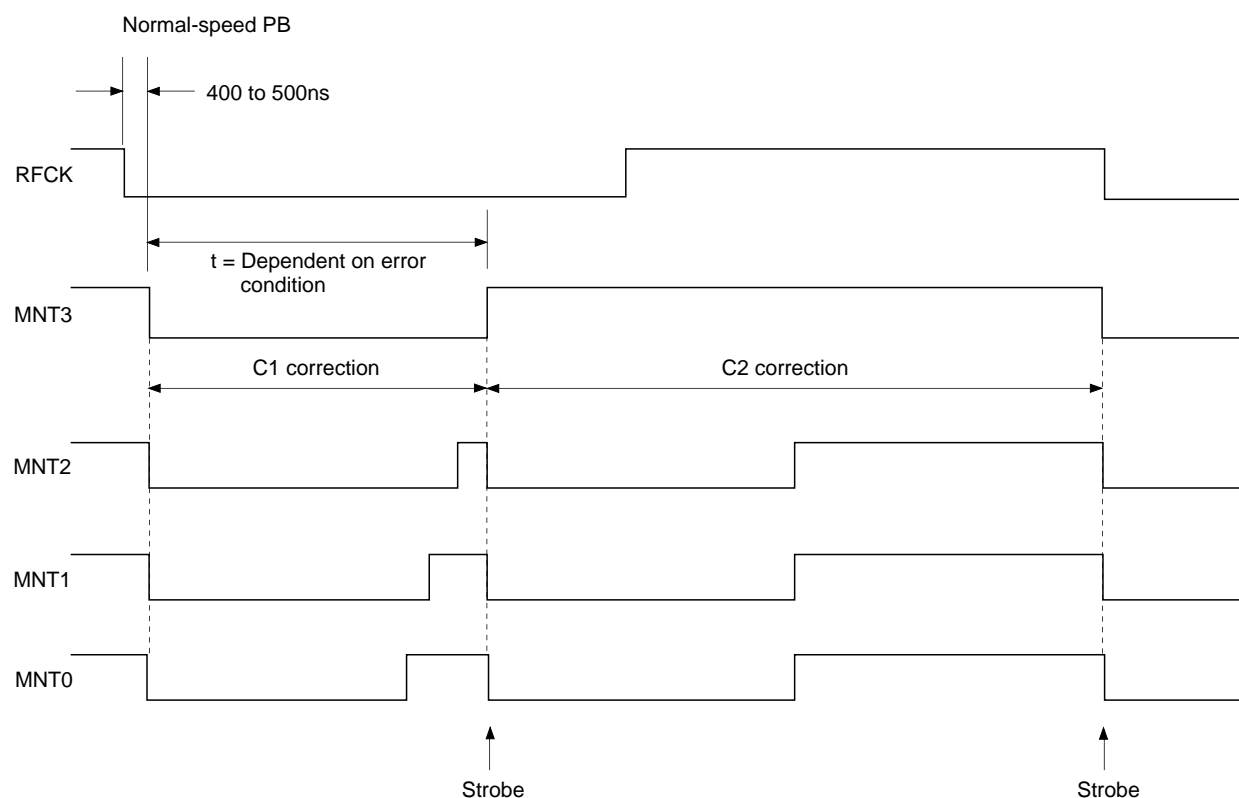 Normal-speed PB
400 to 500ns
RFCK
t = Dependent on error
condition
MNT3
C1 correction
C2 correction
MNT2
MNT1
MNT0
Strobe
Strobe